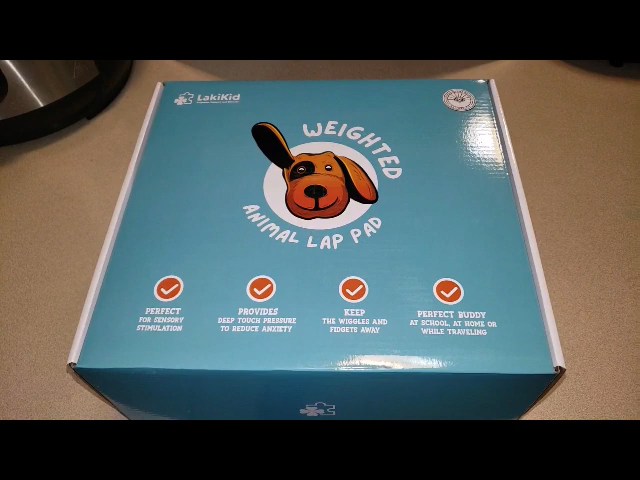 LakiKid
WEIGHTED
ANIMAL LAP PAD
PERFECT
FOR SENSORY
STIMULATION
PROVIDES
DEEP TOUCH PRESSURE
TO REDUCE ANXIETY
KEEP
THE WIGGLES AND
FIDGETS AWAY
PERFECT BUDDY
AT SCHOOL, AT HOME OR
WHILE TRAVELING